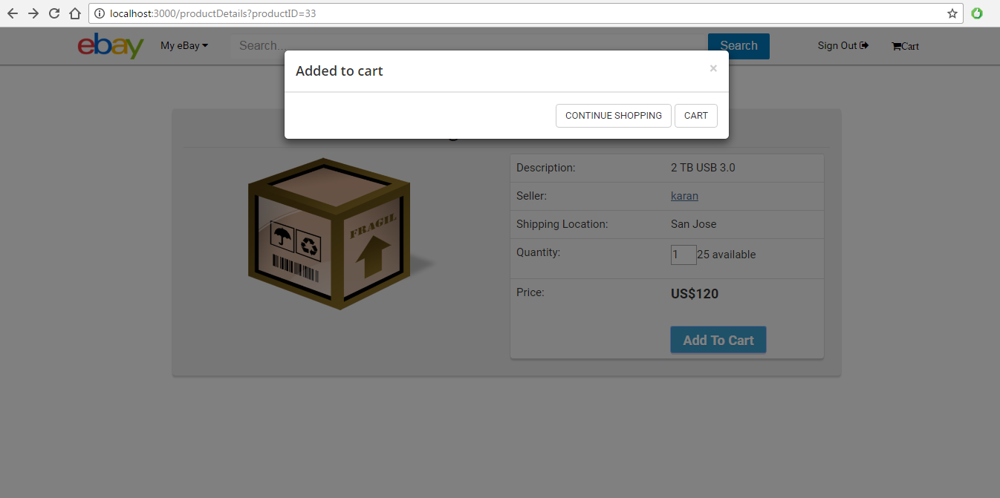 localhost:3000/productDetails?productID=33
ebay
My eBay
Search...
Search
Sign Out
Cart
Added to cart
×
CONTINUE SHOPPING
CART
FRAGIL
Description: 2 TB USB 3.0
Seller: karan
Shipping Location: San Jose
Quantity: 1 25 available
Price: US$120
Add To Cart